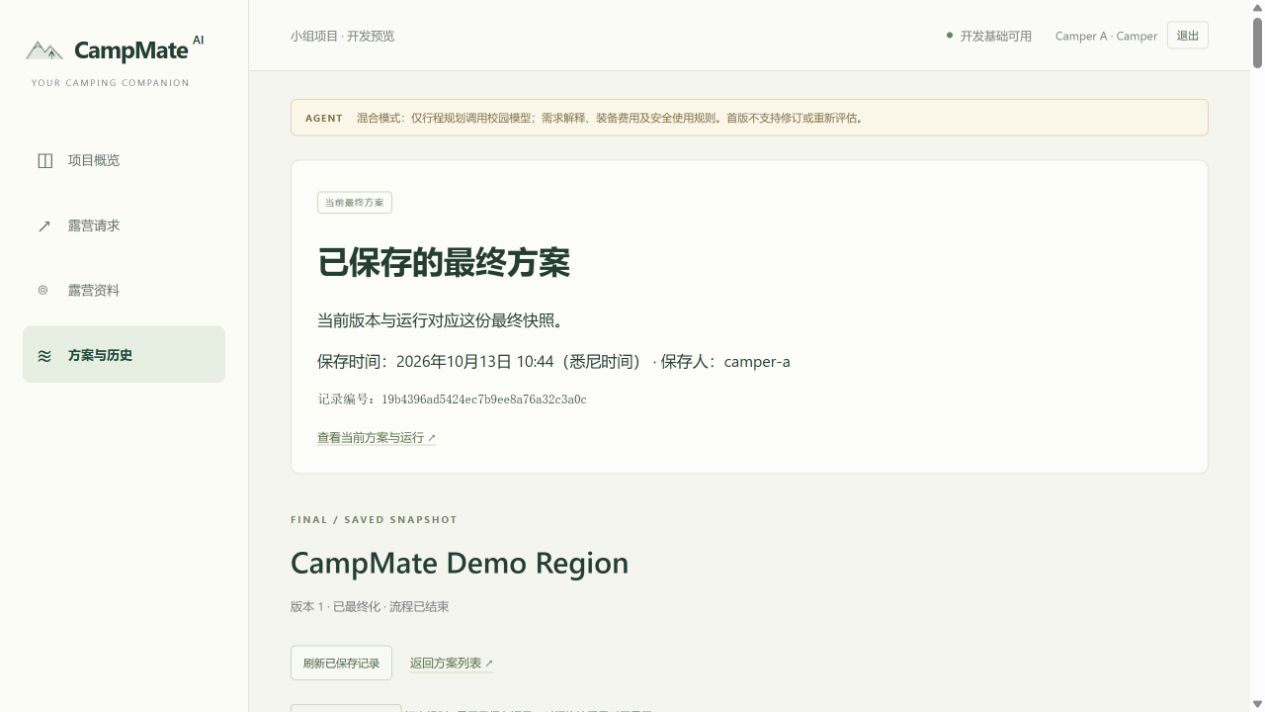 CampMate AI
YOUR CAMPING COMPANION
项目概览
露营请求
露营资料
方案与历史
小组项目 · 开发预览
开发基础可用
Camper A · Camper
退出
AGENT 混合模式：仅行程规划调用校园模型；需求解释、装备费用及安全使用规则。首版不支持修订或重新评估。
当前最终方案
已保存的最终方案
当前版本与运行对应这份最终快照。
保存时间：2026年10月13日 10:44（悉尼时间） · 保存人：camper-a
记录编号：19b4396ad5424ec7b9ee8a76a32c3a0c
查看当前方案与运行 ↗
FINAL / SAVED SNAPSHOT
CampMate Demo Region
版本 1 · 已最终化 · 流程已结束
刷新已保存记录
返回方案列表 ↗